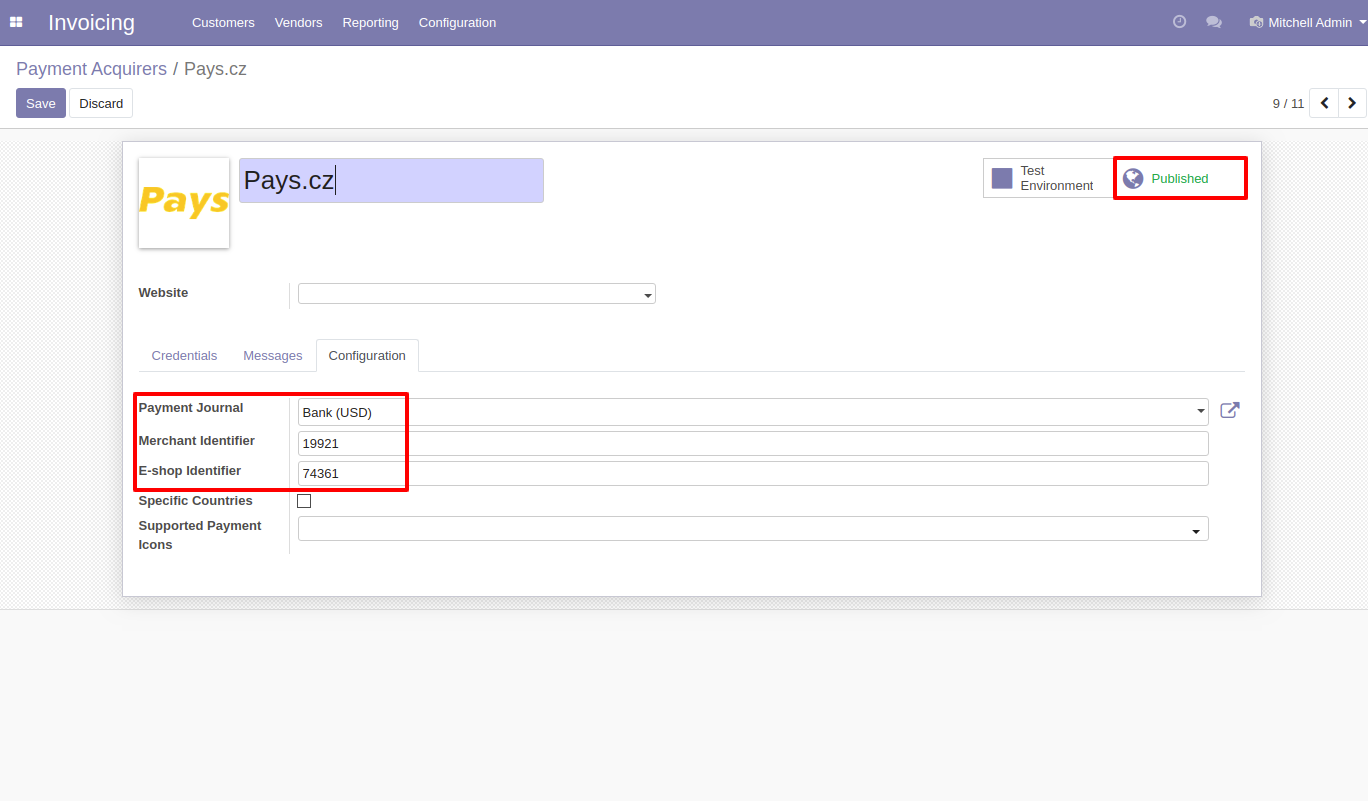 Invoicing Customers Vendors Reporting Configuration Mitchell Admin
Payment Acquirers / Pays.cz
Save Discard 9 / 11
Pays
Pays.cz
Test
Environment
Published
Website
Credentials Messages Configuration
Payment Journal Bank (USD)
Merchant Identifier 19921
E-shop Identifier 74361
Specific Countries
Supported Payment
Icons